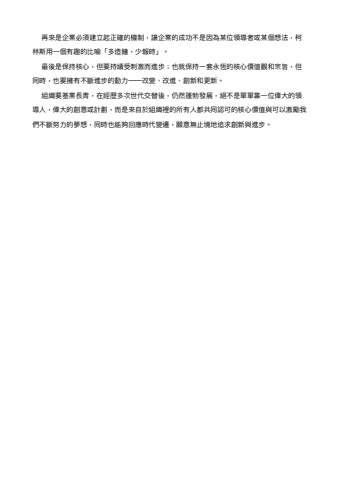 再來是企業必須建立起正確的機制，讓企業的成功不是因為某位領導者或某個想法，柯
林斯用一個有趣的比喻「多造鐘，少報時」。
最後是保持核心，但要持續受刺激而進步；也就保持一套永恆的核心價值觀和宗旨，但
同時，也要擁有不斷進步的動力──改變、改進、創新和更新。
組織要基業長青，在經歷多次世代交替後，仍然蓬勃發展，絕不是單單靠一位偉大的領
導人，偉大的創意或計劃，而是來自於組織裡的所有人都共同認可的核心價值與可以激勵我
們不斷努力的夢想，同時也能夠回應時代變遷，願意無止境地追求創新與進步。